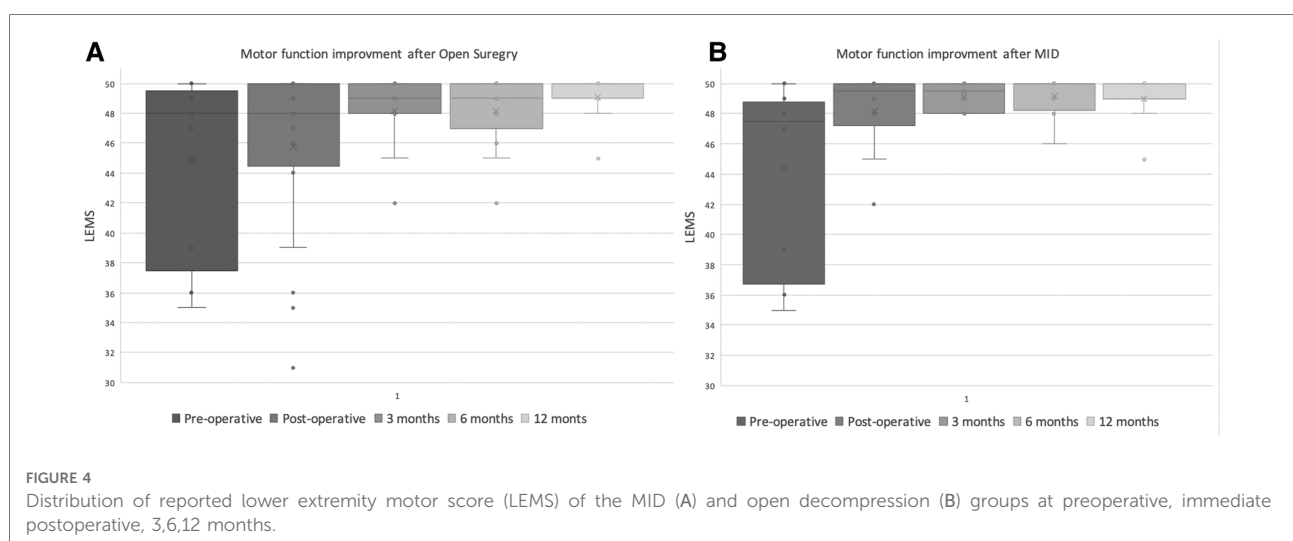 A
Motor function improvment after Open Suregry
50
48
46
44
42
40
38
36
34
32
30
LEMS
1
Pre-operative Post-operative 3 months 6 months 12 monts
B
Motor function improvment after MID
50
48
46
44
42
40
38
36
34
32
30
LEMS
1
Pre-operative Post-operative 3 months 6 months 12 months
FIGURE 4
Distribution of reported lower extremity motor score (LEMS) of the MID (A) and open decompression (B) groups at preoperative, immediate
postoperative, 3,6,12 months.